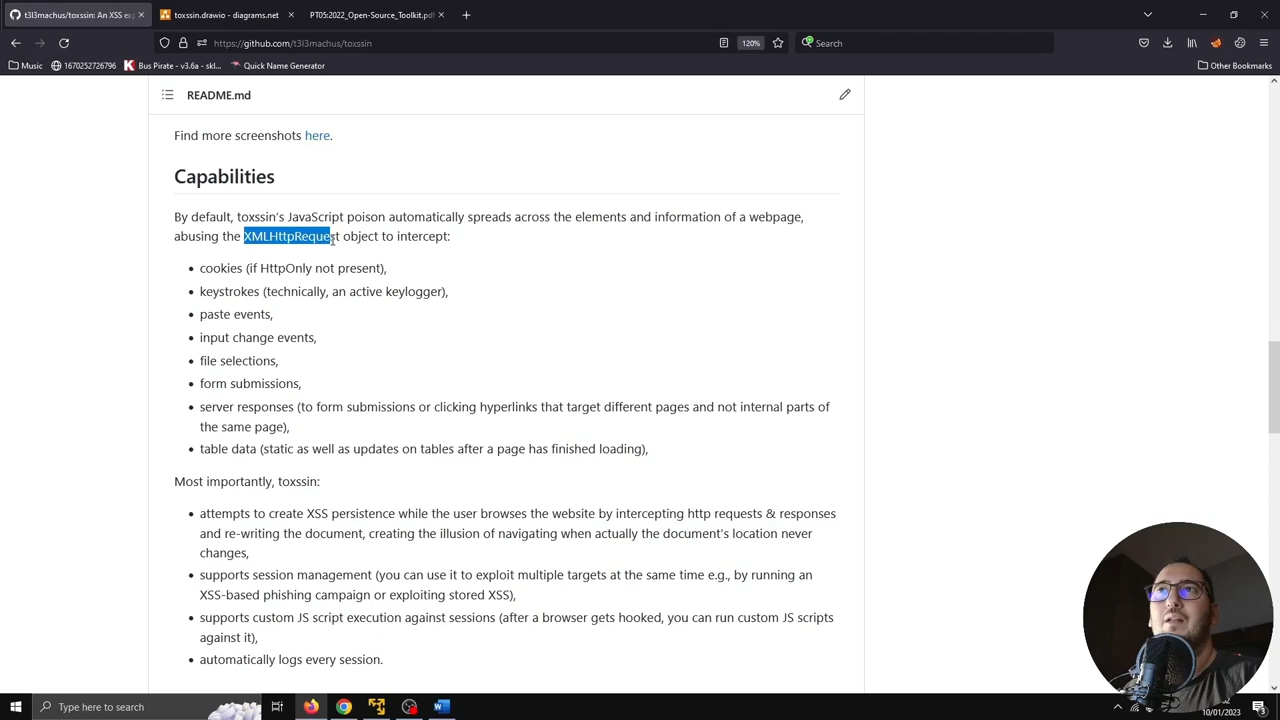 t3l3machus/toxssin: An XSS ex
toxssin.drawio - diagrams.net
PT05:2022_Open-Source_Toolkit.pdf
https://github.com/t3l3machus/toxssin
120%
Search
Music
1670252726796
Bus Pirate - v3.6a - skl...
Quick Name Generator
Other Bookmarks
README.md
Find more screenshots here.
Capabilities
By default, toxssin's JavaScript poison automatically spreads across the elements and information of a webpage,
abusing the XMLHttpRequest object to intercept:
• cookies (if HttpOnly not present),
• keystrokes (technically, an active keylogger),
• paste events,
• input change events,
• file selections,
• form submissions,
• server responses (to form submissions or clicking hyperlinks that target different pages and not internal parts of
the same page),
• table data (static as well as updates on tables after a page has finished loading),
Most importantly, toxssin:
• attempts to create XSS persistence while the user browses the website by intercepting http requests & responses
and re-writing the document, creating the illusion of navigating when actually the document's location never
changes,
• supports session management (you can use it to exploit multiple targets at the same time e.g., by running an
XSS-based phishing campaign or exploiting stored XSS),
• supports custom JS script execution against sessions (after a browser gets hooked, you can run custom JS scripts
against it),
• automatically logs every session.
Type here to search
10/01/2023